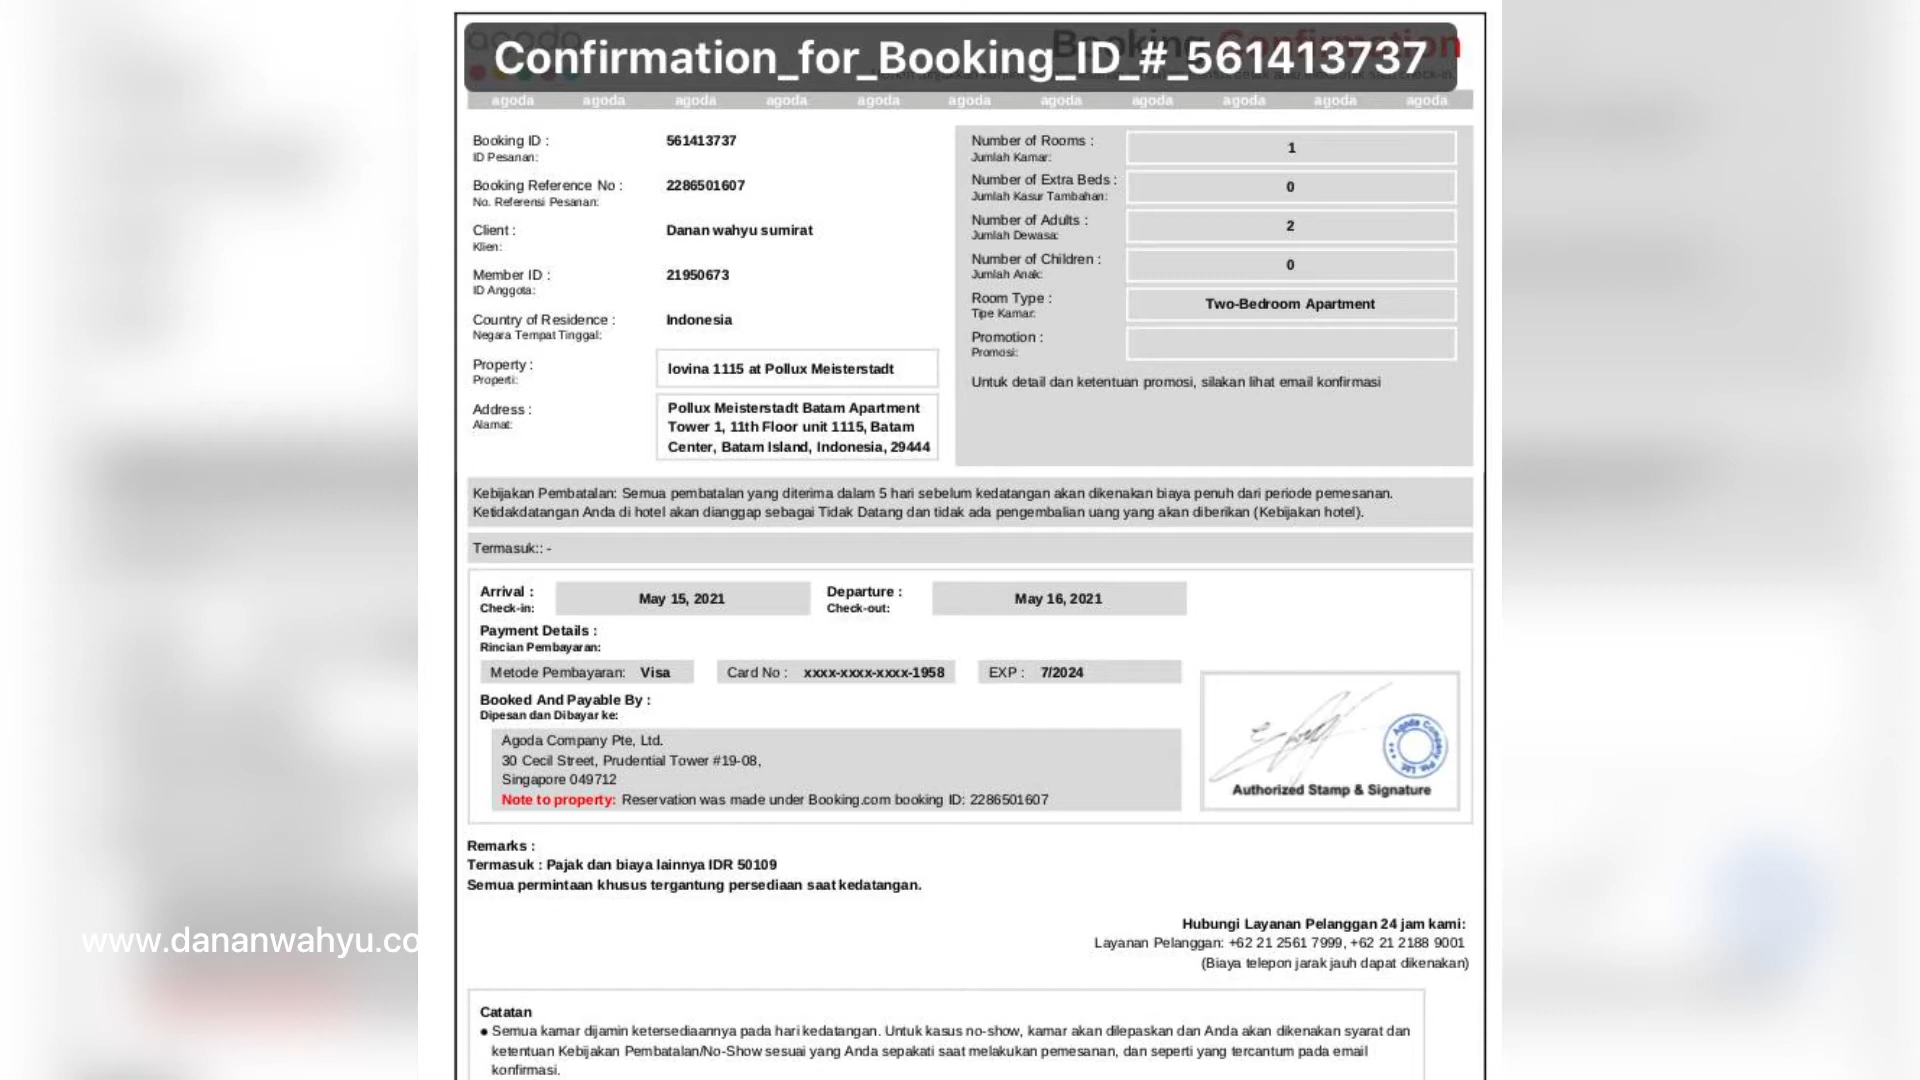 Confirmation_for_Booking_ID_#_561413737
agoda
Booking Confirmation
agoda agoda agoda agoda agoda agoda agoda agoda agoda agoda agoda
Booking ID : 561413737
ID Pesanan:
Booking Reference No : 2286501607
No. Referensi Pesanan:
Client : Danan wahyu sumirat
Klien:
Member ID : 21950673
ID Anggota:
Country of Residence : Indonesia
Negara Tempat Tinggal:
Property : lovina 1115 at Pollux Meisterstadt
Properti:
Address : Pollux Meisterstadt Batam Apartment
Alamat: Tower 1, 11th Floor unit 1115, Batam
Center, Batam Island, Indonesia, 29444
Number of Rooms : 1
Jumlah Kamar:
Number of Extra Beds : 0
Jumlah Kasur Tambahan:
Number of Adults : 2
Jumlah Dewasa:
Number of Children : 0
Jumlah Anak:
Room Type : Two-Bedroom Apartment
Tipe Kamar:
Promotion :
Promosi:
Untuk detail dan ketentuan promosi, silakan lihat email konfirmasi
Kebijakan Pembatalan: Semua pembatalan yang diterima dalam 5 hari sebelum kedatangan akan dikenakan biaya penuh dari periode pemesanan.
Ketidakdatangan Anda di hotel akan dianggap sebagai Tidak Datang dan tidak ada pengembalian uang yang akan diberikan (Kebijakan hotel).
Termasuk:: -
Arrival : May 15, 2021 Departure : May 16, 2021
Check-in: Check-out:
Payment Details :
Rincian Pembayaran:
Metode Pembayaran: Visa Card No : xxxx-xxxx-xxxx-1958 EXP : 7/2024
Booked And Payable By :
Dipesan dan Dibayar ke:
Agoda Company Pte, Ltd.
30 Cecil Street, Prudential Tower #19-08,
Singapore 049712
Note to property: Reservation was made under Booking.com booking ID: 2286501607
Agoda Company Pte. Ltd.
Authorized Stamp & Signature
Remarks :
Termasuk : Pajak dan biaya lainnya IDR 50109
Semua permintaan khusus tergantung persediaan saat kedatangan.
www.dananwahyu.co
Hubungi Layanan Pelanggan 24 jam kami:
Layanan Pelanggan: +62 21 2561 7999, +62 21 2188 9001
(Biaya telepon jarak jauh dapat dikenakan)
Catatan
● Semua kamar dijamin ketersediaannya pada hari kedatangan. Untuk kasus no-show, kamar akan dilepaskan dan Anda akan dikenakan syarat dan
ketentuan Kebijakan Pembatalan/No-Show sesuai yang Anda sepakati saat melakukan pemesanan, dan seperti yang tercantum pada email
konfirmasi.